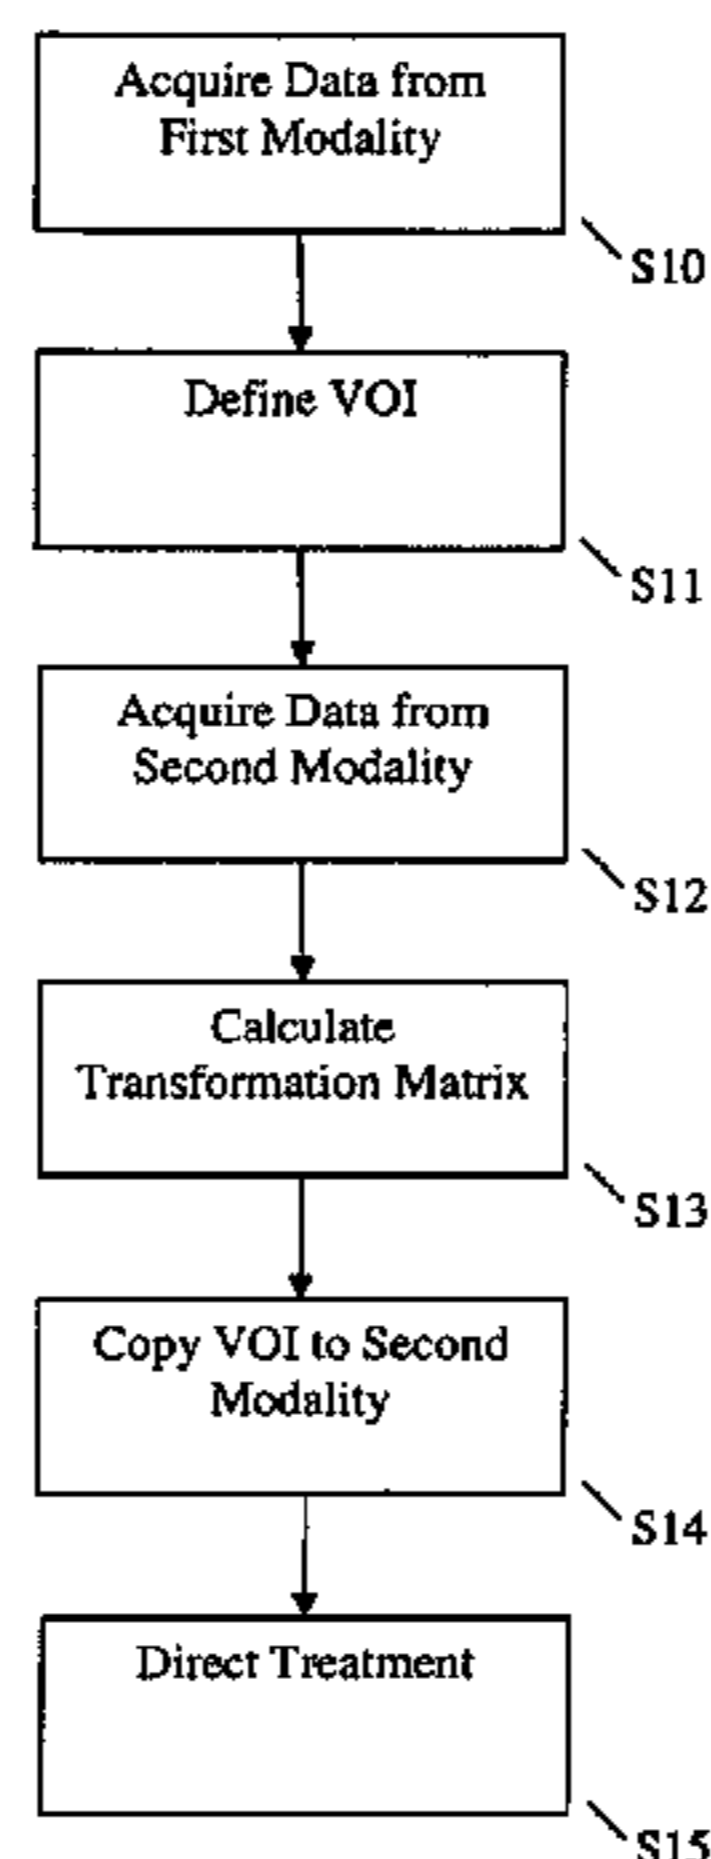 Acquire Data from
First Modality
S10
Define VOI
S11
Acquire Data from
Second Modality
S12
Calculate
Transformation Matrix
S13
Copy VOI to Second
Modality
S14
Direct Treatment
S15